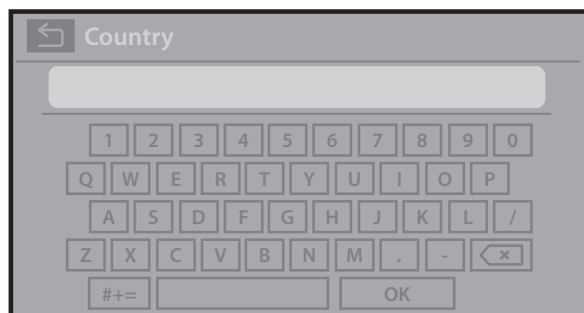 Country
1 2 3 4 5 6 7 8 9 0
Q W E R T Y U I O P
A S D F G H J K L /
Z X C V B N M . - ×
#+= OK